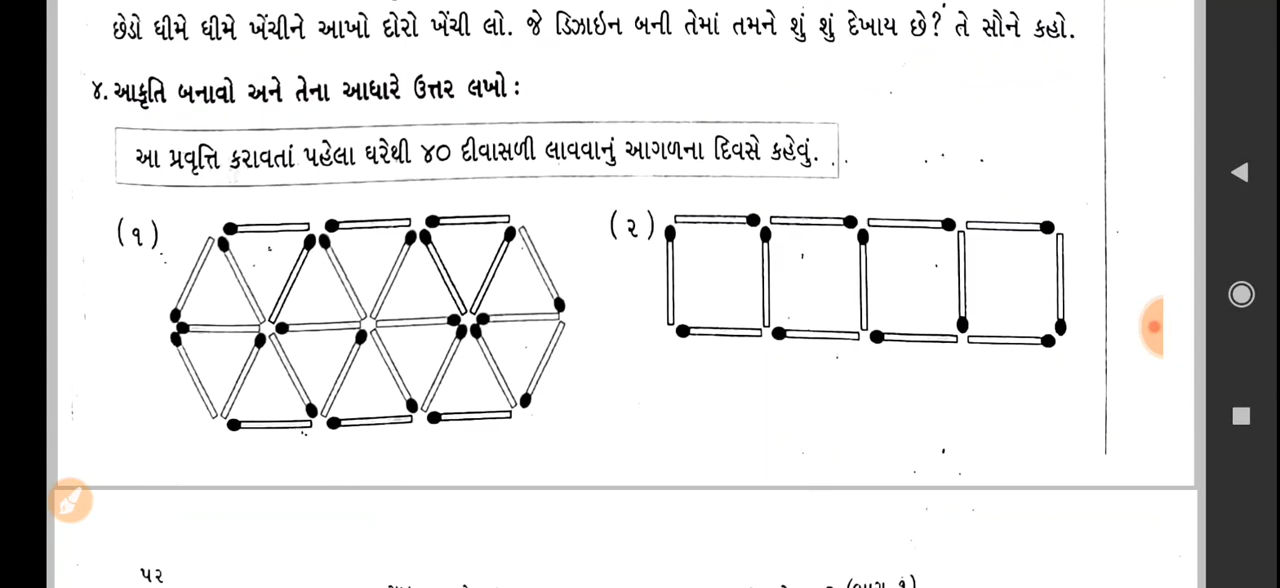 છેડો ધીમે ધીમે ખેંચીને આખો દોરો ખેંચી લો. જે ડિઝાઇન બની તેમાં તમને શું શું દેખાય છે? તે સૌને કહો.
૪. આકૃતિ બનાવો અને તેના આધારે ઉત્તર લખો :
આ પ્રવૃત્તિ કરાવતાં પહેલા ઘરેથી ૪૦ દીવાસળી લાવવાનું આગળના દિવસે કહેવું.
(૧) (૨)
૫૨